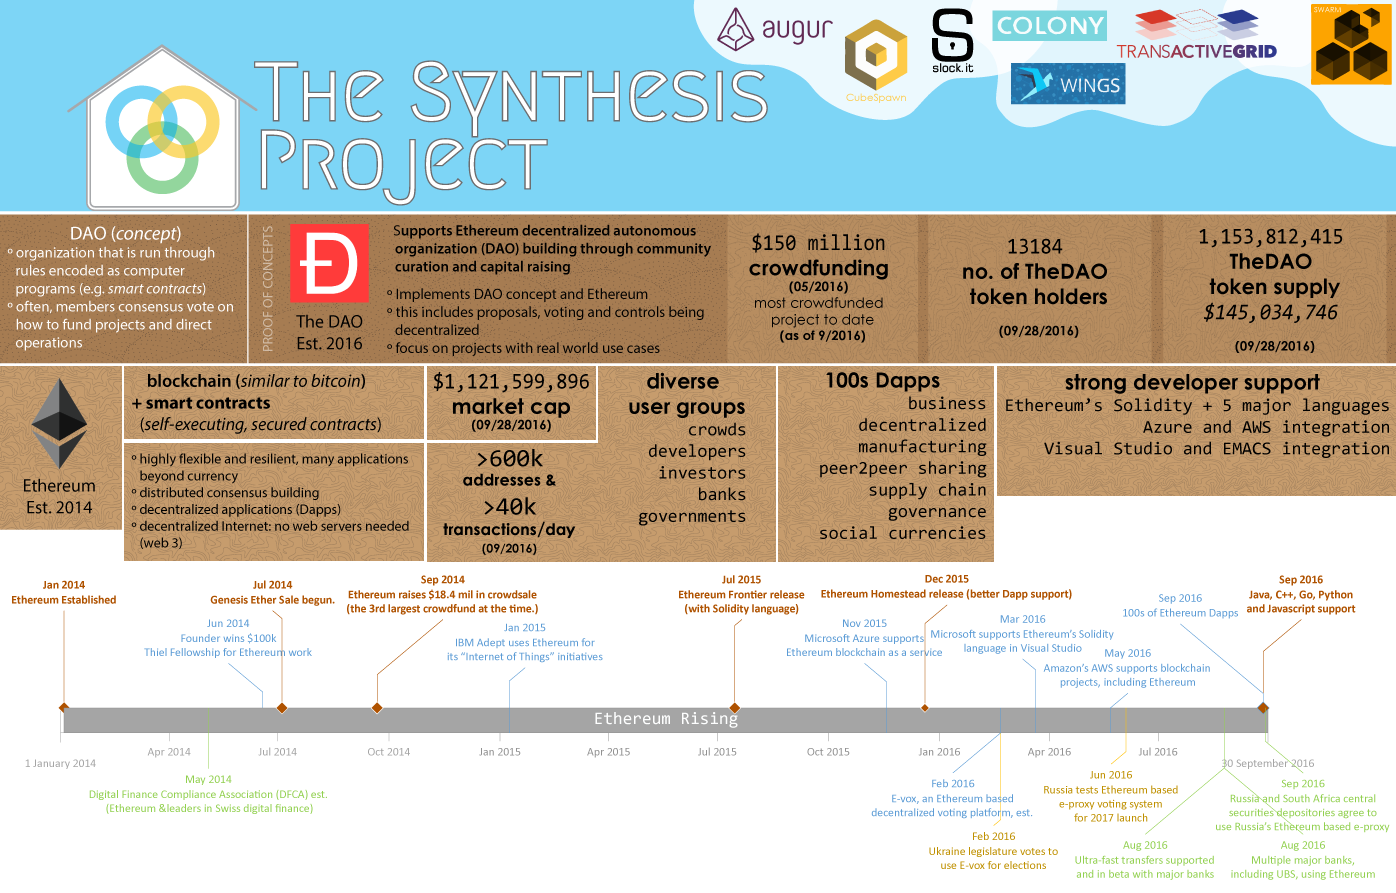 augur
CubeSpawn
slock.it
COLONY
WINGS
TRANSACTIVEGRID
SWARM
THE SYNTHESIS
PROJECT
DAO (concept)
º organization that is run through
rules encoded as computer
programs (e.g. smart contracts)
º often, members consensus vote on
how to fund projects and direct
operations
PROOF OF CONCEPTS
Ð
The DAO
Est. 2016
Supports Ethereum decentralized autonomous
organization (DAO) building through community
curation and capital raising
º Implements DAO concept and Ethereum
º this includes proposals, voting and controls being
decentralized
º focus on projects with real world use cases
$150 million
crowdfunding
(05/2016)
most crowdfunded
project to date
(as of 9/2016)
13184
no. of TheDAO
token holders
(09/28/2016)
1,153,812,415
TheDAO
token supply
$145,034,746
(09/28/2016)
Ethereum
Est. 2014
blockchain (similar to bitcoin)
+ smart contracts
(self-executing, secured contracts)
º highly flexible and resilient, many applications
beyond currency
º distributed consensus building
º decentralized applications (Dapps)
º decentralized Internet: no web servers needed
(web 3)
$1,121,599,896
market cap
(09/28/2016)
>600k
addresses &
>40k
transactions/day
(09/2016)
diverse
user groups
crowds
developers
investors
banks
governments
100s Dapps
business
decentralized
manufacturing
peer2peer sharing
supply chain
governance
social currencies
strong developer support
Ethereum's Solidity + 5 major languages
Azure and AWS integration
Visual Studio and EMACS integration
Jan 2014
Ethereum Established
Jul 2014
Genesis Ether Sale begun.
Sep 2014
Ethereum raises $18.4 mil in crowdsale
(the 3rd largest crowdfund at the time.)
Jul 2015
Ethereum Frontier release
(with Solidity language)
Dec 2015
Ethereum Homestead release (better Dapp support)
Sep 2016
Java, C++, Go, Python
and Javascript support
Jun 2014
Founder wins $100k
Thiel Fellowship for Ethereum work
Jan 2015
IBM Adept uses Ethereum for
its “Internet of Things” initiatives
Nov 2015
Microsoft Azure supports
Ethereum blockchain as a service
Mar 2016
Microsoft supports Ethereum's Solidity
language in Visual Studio
May 2016
Amazon's AWS supports blockchain
projects, including Ethereum
Sep 2016
100s of Ethereum Dapps
Ethereum Rising
1 January 2014
Apr 2014
Jul 2014
Oct 2014
Jan 2015
Apr 2015
Jul 2015
Oct 2015
Jan 2016
Apr 2016
Jul 2016
30 September 2016
May 2014
Digital Finance Compliance Association (DFCA) est.
(Ethereum &leaders in Swiss digital finance)
Feb 2016
E-vox, an Ethereum based
decentralized voting platform, est.
Feb 2016
Ukraine legislature votes to
use E-vox for elections
Jun 2016
Russia tests Ethereum based
e-proxy voting system
for 2017 launch
Aug 2016
Ultra-fast transfers supported
and in beta with major banks
Sep 2016
Russia and South Africa central
securities depositories agree to
use Russia's Ethereum based e-proxy
Aug 2016
Multiple major banks,
including UBS, using Ethereum